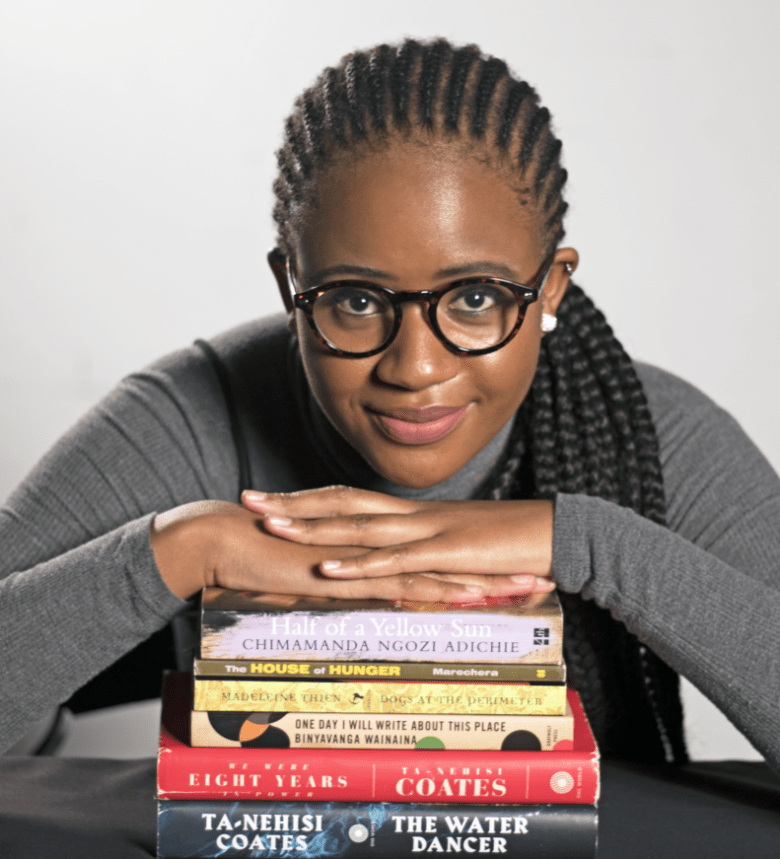 Half of a Yellow Sun
CHIMAMANDA NGOZI ADICHIE
The HOUSE of HUNGER Marechera
MADELEINE THIEN DOGS AT THE PERIMETER
ONE DAY I WILL WRITE ABOUT THIS PLACE
BINYAVANGA WAINAINA
WE WERE
EIGHT YEARS
IN POWER
TA-NEHISI
COATES
TA-NEHISI
COATES
THE WATER
DANCER